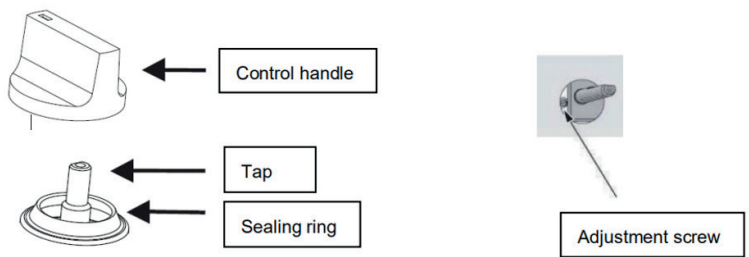 Control handle
Tap
Sealing ring
Adjustment screw